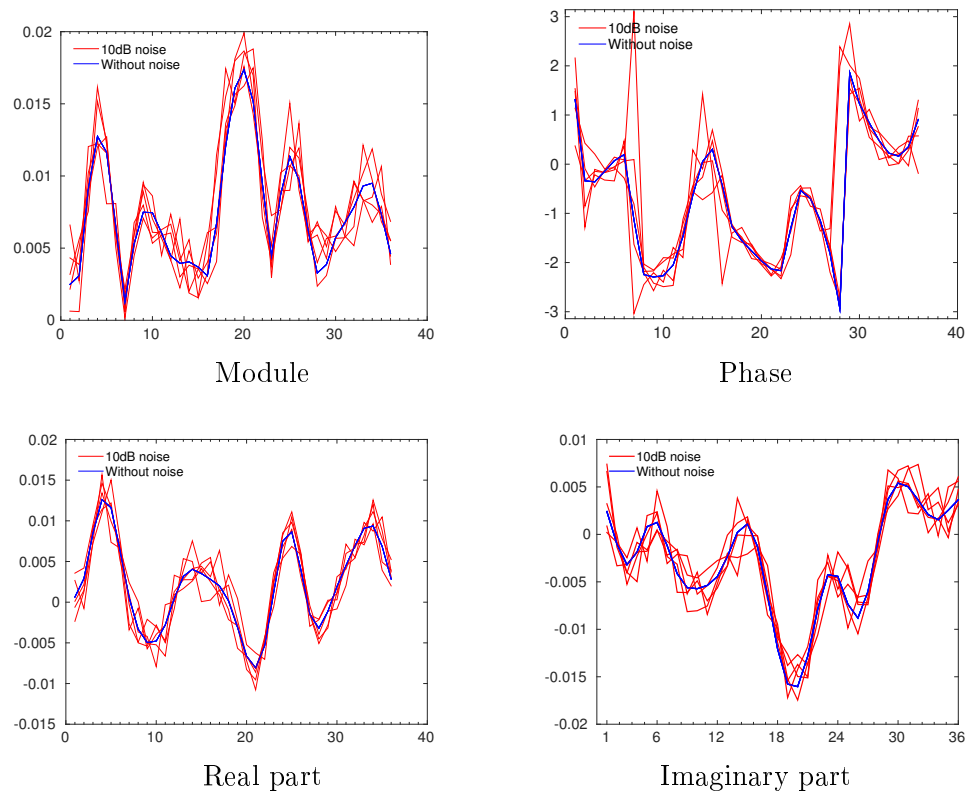 0.02
0.015
0.01
0.005
0
0 10 20 30 40
10dB noise
Without noise
Module
3
2
1
0
-1
-2
-3
0 10 20 30 40
10dB noise
Without noise
Phase
0.02
0.015
0.01
0.005
0
-0.005
-0.01
-0.015
0 10 20 30 40
10dB noise
Without noise
Real part
0.01
0.005
0
-0.005
-0.01
-0.015
-0.02
1 6 12 18 24 30 36
10dB noise
Without noise
Imaginary part